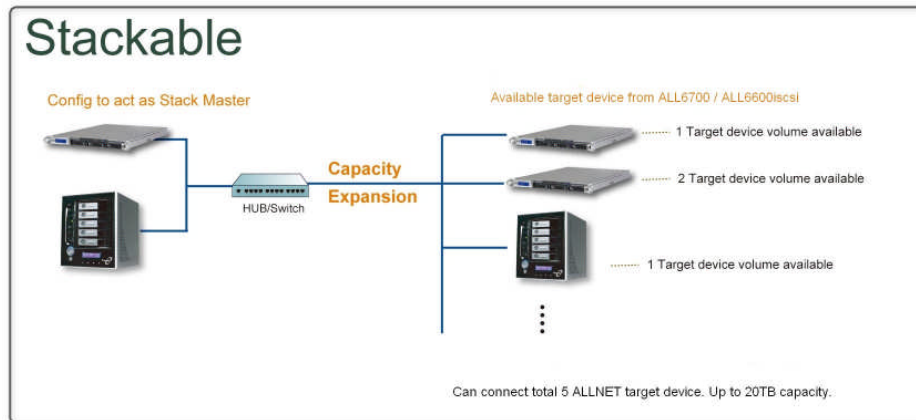 Stackable
Config to act as Stack Master
Available target device from ALL6700 / ALL6600iscsi
1 Target device volume available
Capacity
2 Target device volume available
Expansion
HUB/Switch
1 Target device volume available
Can connect total 5 ALLNET target device. Up to 20TB capacity.